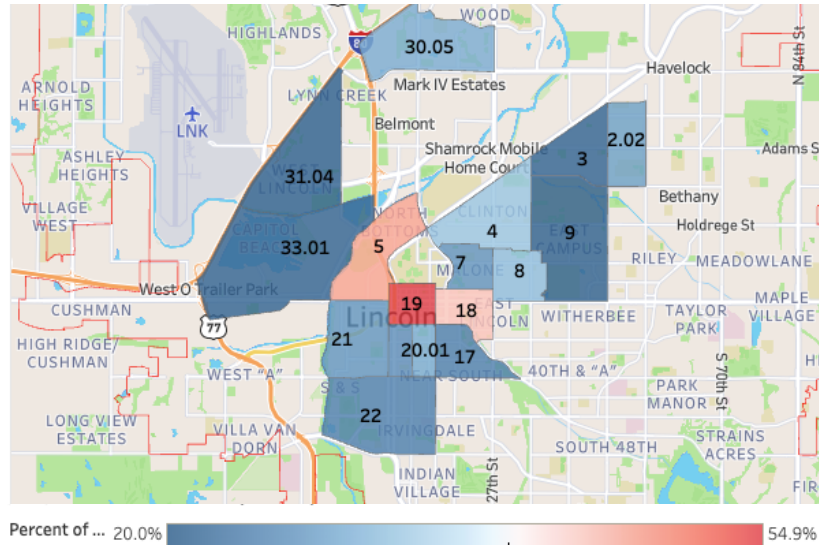 WOOD
HIGHLANDS
80
30.05
N 84th St
Havelock
Mark IV Estates
ARNOLD
HEIGHTS
LYNN CREEK
LNK
Belmont
2.02
Shamrock Mobile
Home Court
Adams S
3
ASHLEY
HEIGHTS
31.04
WEST
LINCOLN
Bethany
VILLAGE
WEST
NORTH
BOTTOMS
CLINTON
Holdrege St
4
9
CAPITOL
BEACH
EAST
CAMPUS
33.01
5
RILEY
MEADOWLANE
7
MALONE
8
West O Trailer Park
19
18
EAST
LINCOLN
CUSHMAN
Lincoln
WITHERBEE
TAYLOR
PARK
MAPLE
VILLAGE
77
21
HIGH RIDGE/
CUSHMAN
20.01
17
S 70th St
WEST "A"
NEAR SOUTH
40TH & "A"
S & S
PARK
MANOR
LONG VIEW
ESTATES
22
VILLA VAN
DORN
IRVINGDALE
SOUTH 48TH
STRAINS
ACRES
27th St
INDIAN
VILLAGE
FIR
Percent of ... 20.0%
54.9%